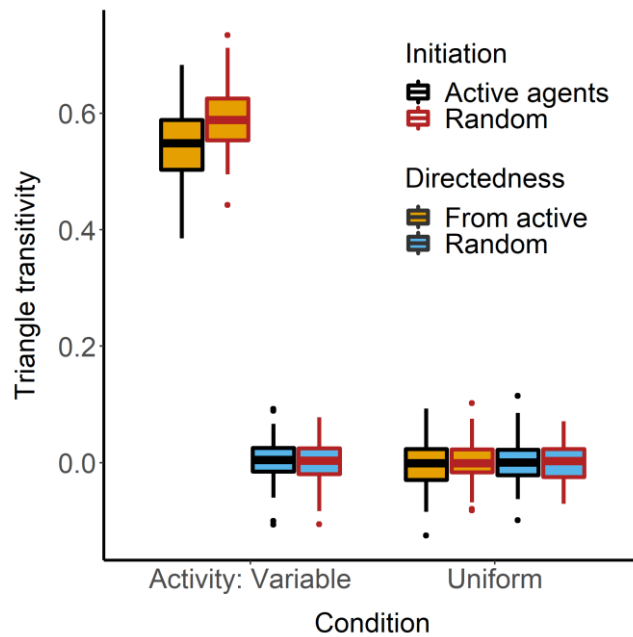 Initiation
Active agents
Random
Directedness
From active
Random
Triangle transitivity
0.6
0.4
0.2
0.0
Activity: Variable
Uniform
Condition